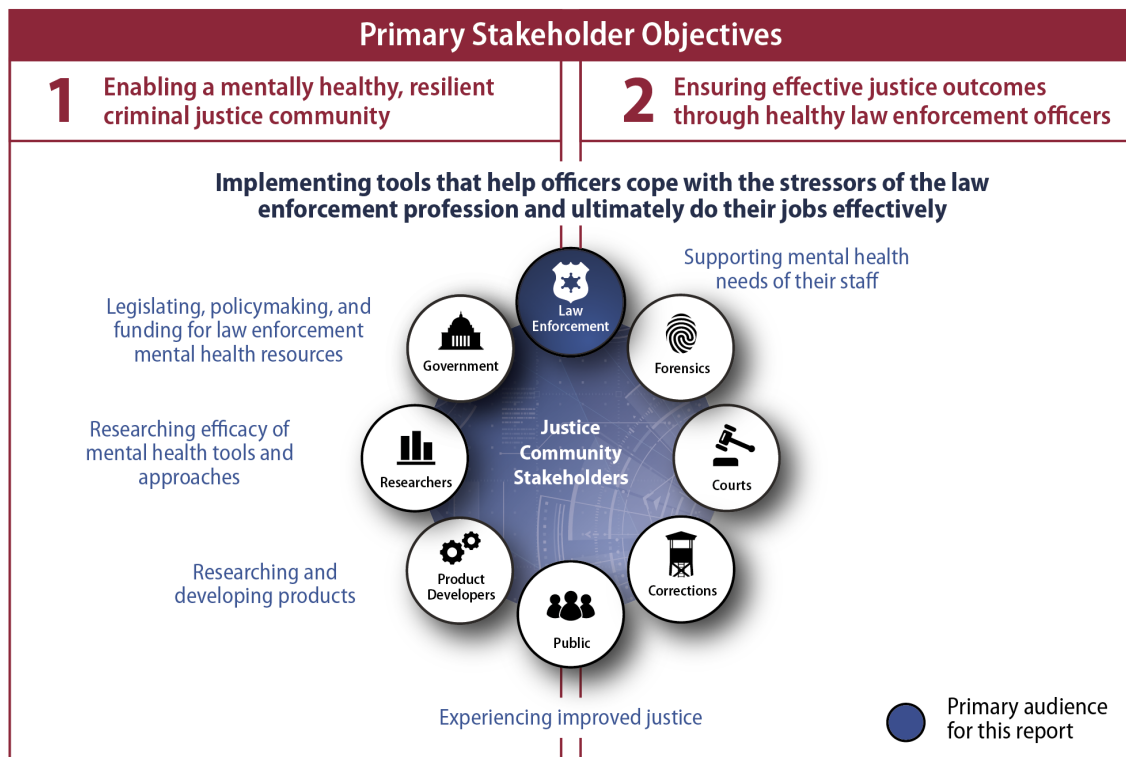 Primary Stakeholder Objectives
1
Enabling a mentally healthy, resilient
criminal justice community
2
Ensuring effective justice outcomes
through healthy law enforcement officers
Implementing tools that help officers cope with the stressors of the law
enforcement profession and ultimately do their jobs effectively
Supporting mental health
needs of their staff
Legislating, policymaking, and
funding for law enforcement
mental health resources
Law
Enforcement
Government
Forensics
Researching efficacy of
mental health tools and
approaches
Justice
Community
Stakeholders
Researchers
Courts
Researching and
developing products
Product
Developers
Corrections
Public
Experiencing improved justice
Primary audience
for this report